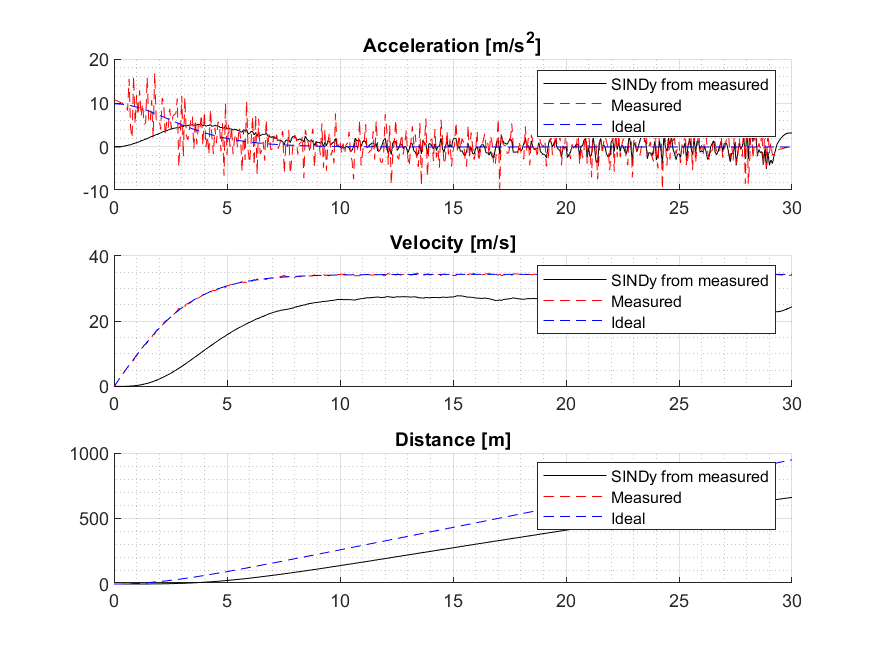 Acceleration [m/s²]
20
10
0
-10
SINDy from measured
Measured
Ideal
0 5 10 15 20 25 30
Velocity [m/s]
40
20
0
SINDy from measured
Measured
Ideal
0 5 10 15 20 25 30
Distance [m]
1000
500
0
SINDy from measured
Measured
Ideal
0 5 10 15 20 25 30